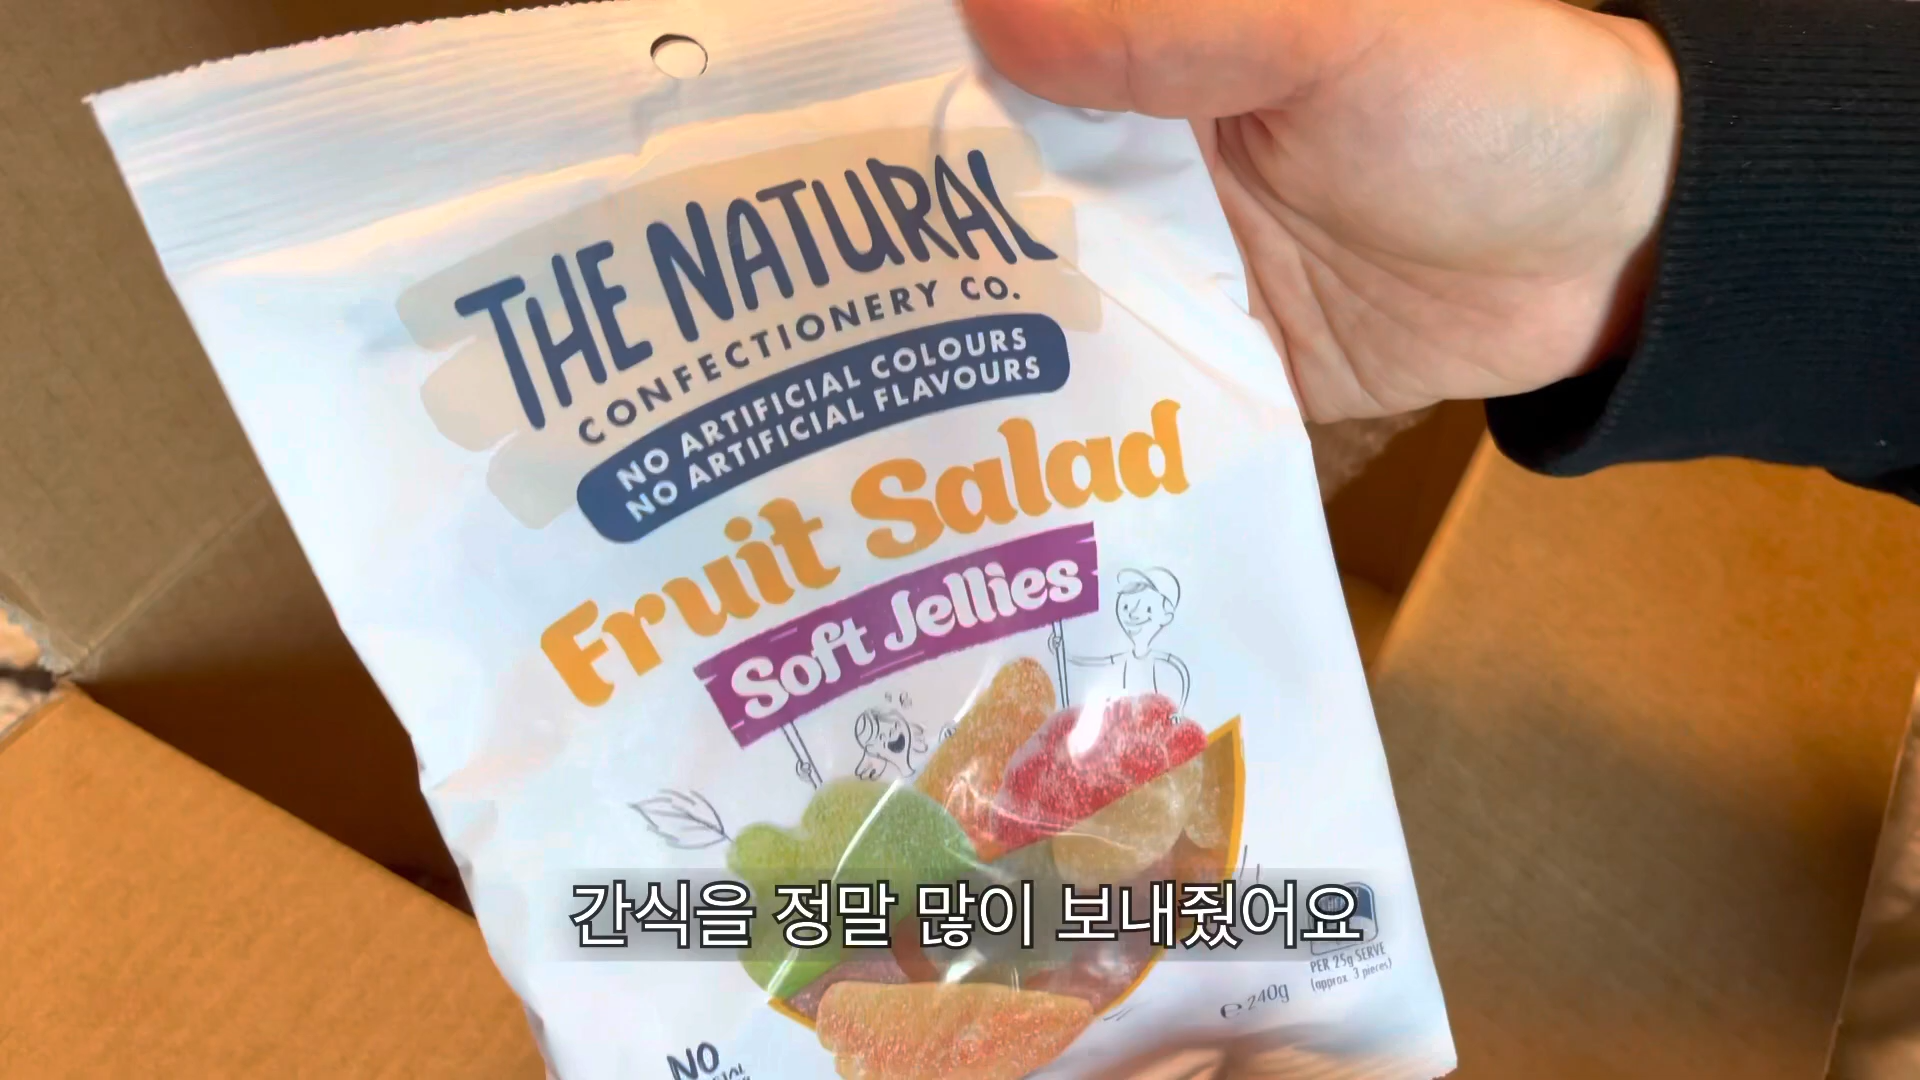 THE NATURAL
CONFECTIONERY CO.
NO ARTIFICIAL COLOURS
NO ARTIFICIAL FLAVOURS
Fruit Salad
Soft Jellies
간식을 정말 많이 보내줬어요
PER 25g SERVE
(approx 3 pieces)
e 240g
NO